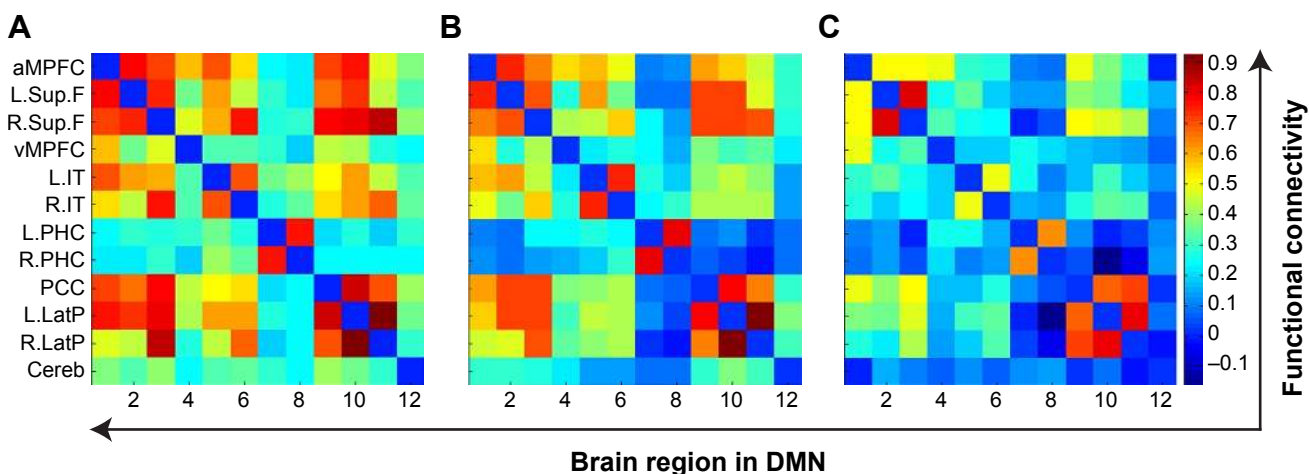 A
B
C
aMPFC
L.Sup.F
R.Sup.F
vMPFC
L.IT
R.IT
L.PHC
R.PHC
PCC
L.LatP
R.LatP
Cereb
2 4 6 8 10 12
2 4 6 8 10 12
2 4 6 8 10 12
0.9
0.8
0.7
0.6
0.5
0.4
0.3
0.2
0.1
0
–0.1
Functional connectivity
Brain region in DMN